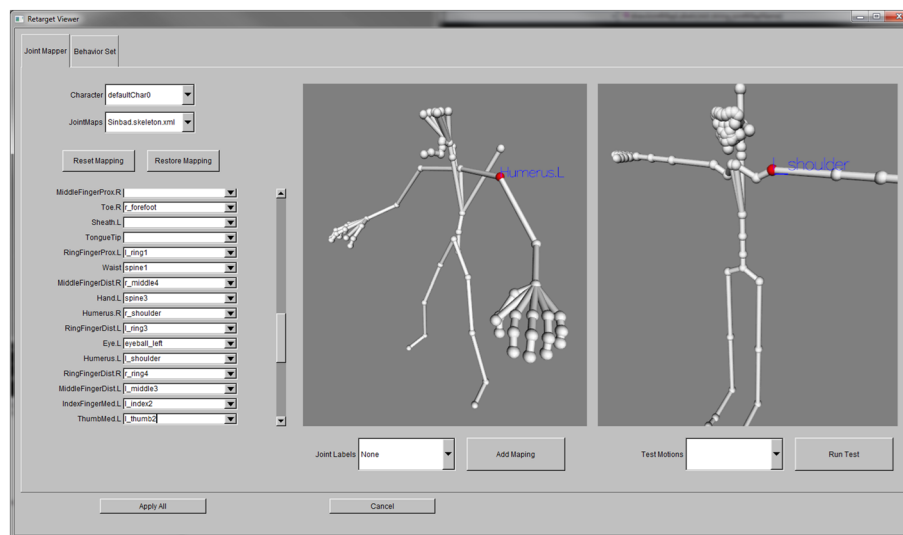 Retarget Viewer
Joint Mapper Behavior Set
Character defaultChar0
JointMaps Sinbad.skeleton.xml
Reset Mapping Restore Mapping
MiddleFingerProx.R
Toe.R r_forefoot
Sheath.L
TongueTip
RingFingerProx.L l_ring1
Waist spine1
MiddleFingerDist.R r_middle4
Hand.L spine3
Humerus.R r_shoulder
RingFingerDist.L l_ring3
Eye.L eyeball_left
Humerus.L l_shoulder
RingFingerDist.R r_ring4
MiddleFingerDist.L l_middle3
IndexFingerMed.L l_index2
ThumbMed.L l_thumb2
Humerus.L
l_shoulder
Joint Labels None
Add Maping
Test Motions
Run Test
Apply All
Cancel